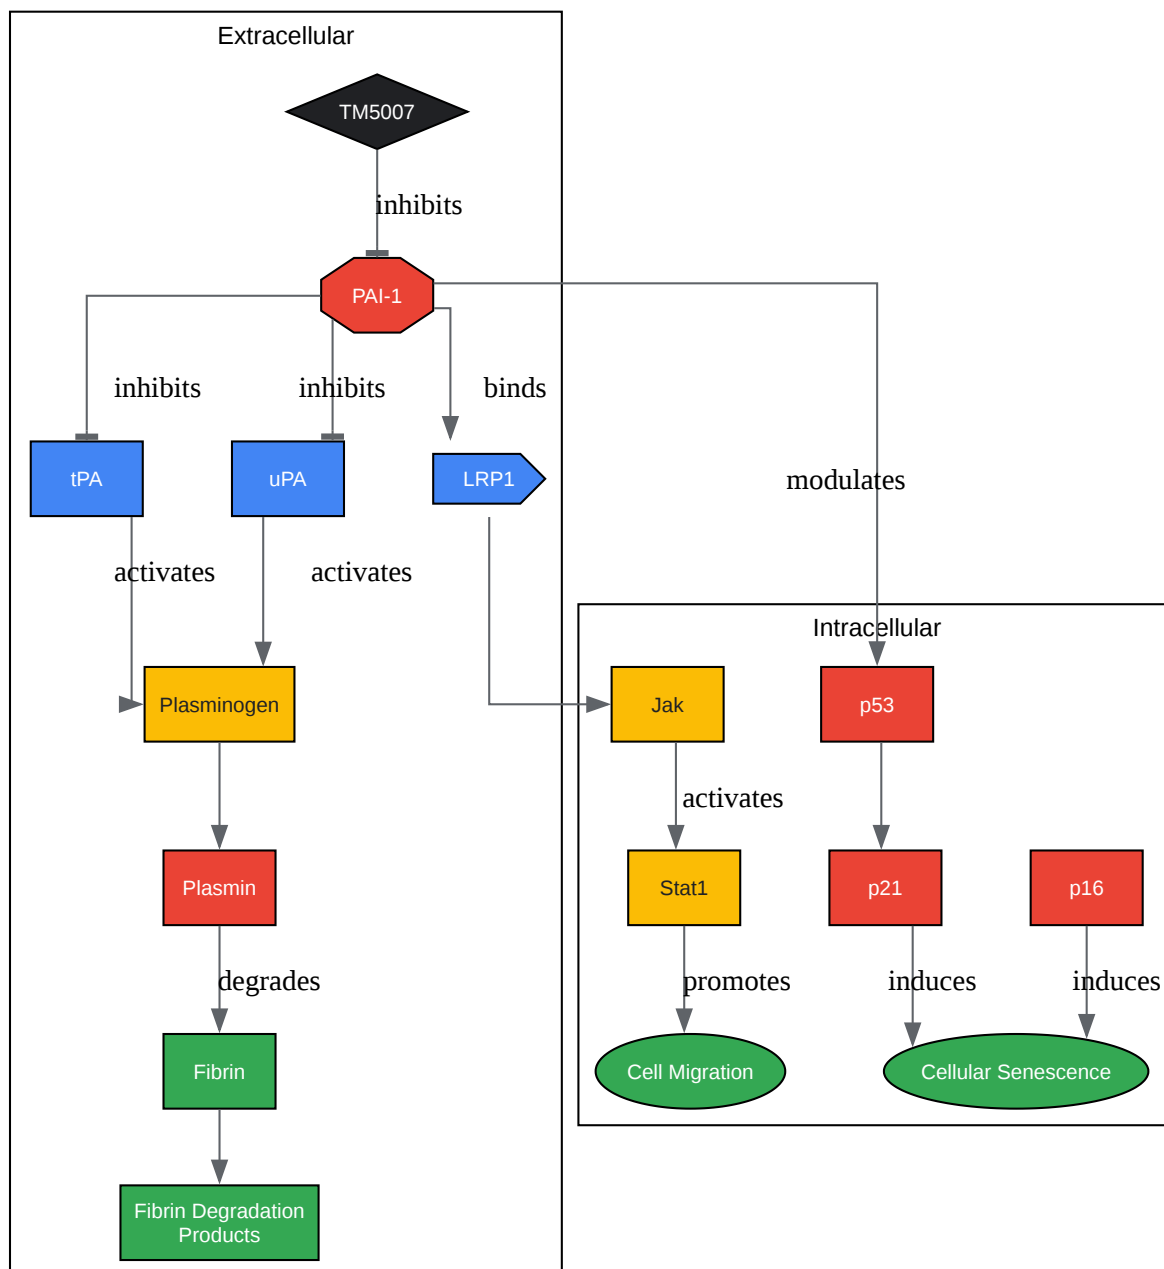 Extracellular
TM5007
inhibits
PAI-1
inhibits
inhibits
binds
modulates
tPA
uPA
LRP1
activates
activates
Intracellular
Plasminogen
Jak
p53
activates
Plasmin
Stat1
p21
p16
degrades
promotes
induces
induces
Fibrin
Cell Migration
Cellular Senescence
Fibrin Degradation
Products